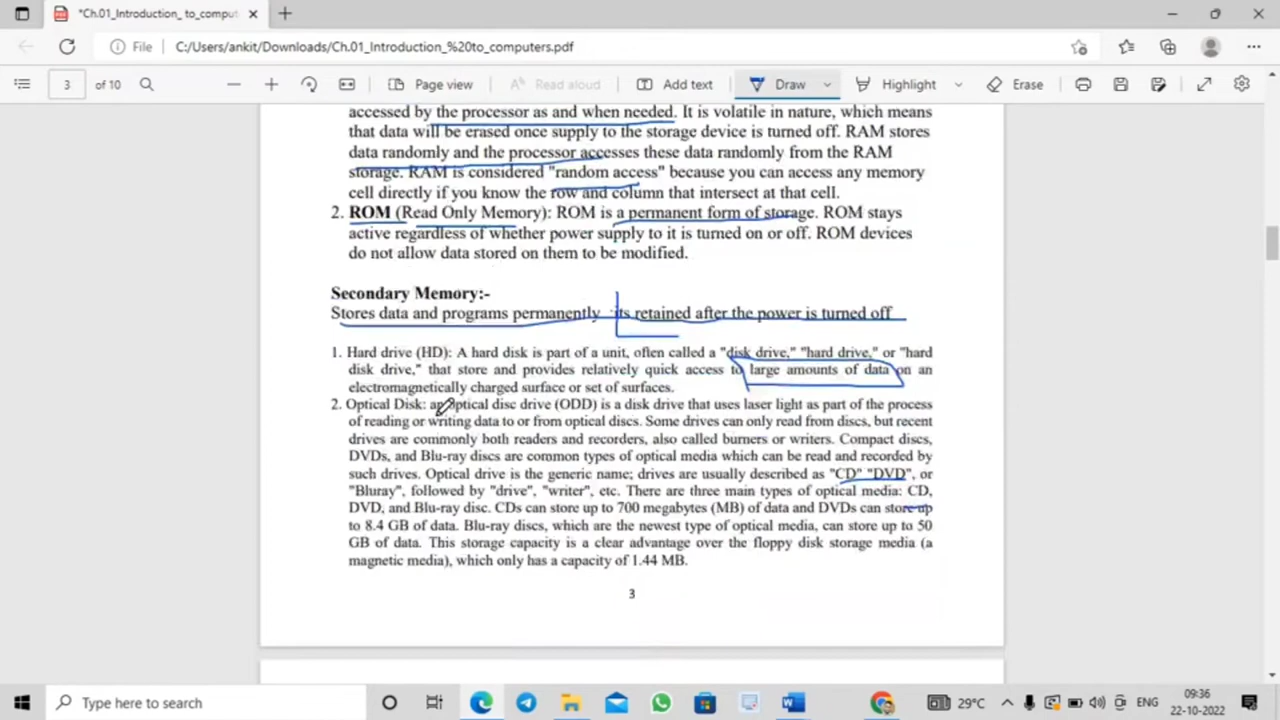 *Ch.01_Introduction_ to_comput
File C:/Users/ankit/Downloads/Ch.01_Introduction_%20to_computers.pdf
3 of 10 Page view Read aloud Add text Draw Highlight Erase
accessed by the processor as and when needed. It is volatile in nature, which means
that data will be erased once supply to the storage device is turned off. RAM stores
data randomly and the processor accesses these data randomly from the RAM
storage. RAM is considered "random access" because you can access any memory
cell directly if you know the row and column that intersect at that cell.
2. ROM (Read Only Memory): ROM is a permanent form of storage. ROM stays
active regardless of whether power supply to it is turned on or off. ROM devices
do not allow data stored on them to be modified.
Secondary Memory:-
Stores data and programs permanently its retained after the power is turned off
1. Hard drive (HD): A hard disk is part of a unit, often called a "disk drive," "hard drive," or "hard
disk drive," that store and provides relatively quick access to large amounts of data on an
electromagnetically charged surface or set of surfaces.
2. Optical Disk: an optical disc drive (ODD) is a disk drive that uses laser light as part of the process
of reading or writing data to or from optical discs. Some drives can only read from discs, but recent
drives are commonly both readers and recorders, also called burners or writers. Compact discs,
DVDs, and Blu-ray discs are common types of optical media which can be read and recorded by
such drives. Optical drive is the generic name; drives are usually described as "CD" "DVD", or
"Bluray", followed by "drive", "writer", etc. There are three main types of optical media: CD,
DVD, and Blu-ray disc. CDs can store up to 700 megabytes (MB) of data and DVDs can store up
to 8.4 GB of data. Blu-ray discs, which are the newest type of optical media, can store up to 50
GB of data. This storage capacity is a clear advantage over the floppy disk storage media (a
magnetic media), which only has a capacity of 1.44 MB.
3
Type here to search 29°C ENG 09:36
22-10-2022